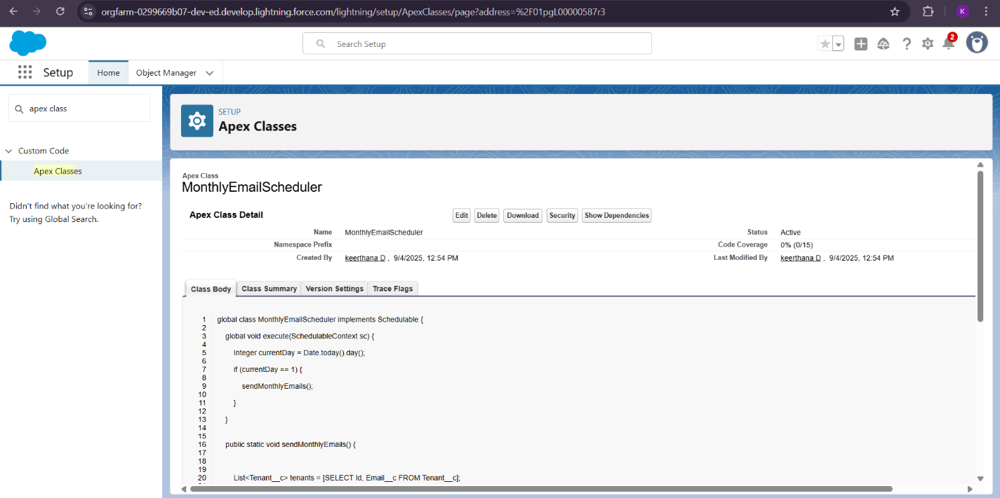 orgfarm-0299669b07-dev-ed.develop.lightning.force.com/lightning/setup/ApexClasses/page?address=%2F01pgL00000587r3
K
Search Setup
2
Setup
Home
Object Manager
apex class
Custom Code
Apex Classes
Didn't find what you're looking for?
Try using Global Search.
SETUP
Apex Classes
Apex Class
MonthlyEmailScheduler
Apex Class Detail
Edit
Delete
Download
Security
Show Dependencies
Name MonthlyEmailScheduler Status Active
Namespace Prefix Code Coverage 0% (0/15)
Created By keerthana D , 9/4/2025, 12:54 PM Last Modified By keerthana D , 9/4/2025, 12:54 PM
Class Body
Class Summary
Version Settings
Trace Flags
1 global class MonthlyEmailScheduler implements Schedulable {
2
3 global void execute(SchedulableContext sc) {
4
5 Integer currentDay = Date.today().day();
6
7 if (currentDay == 1) {
8
9 sendMonthlyEmails();
10
11 }
12
13 }
14
15
16 public static void sendMonthlyEmails() {
17
18
19
20 List<Tenant__c> tenants = [SELECT Id, Email__c FROM Tenant__c];